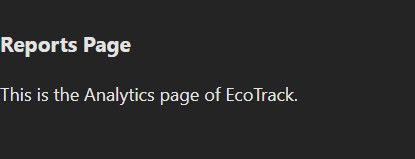 Reports Page
This is the Analytics page of EcoTrack.